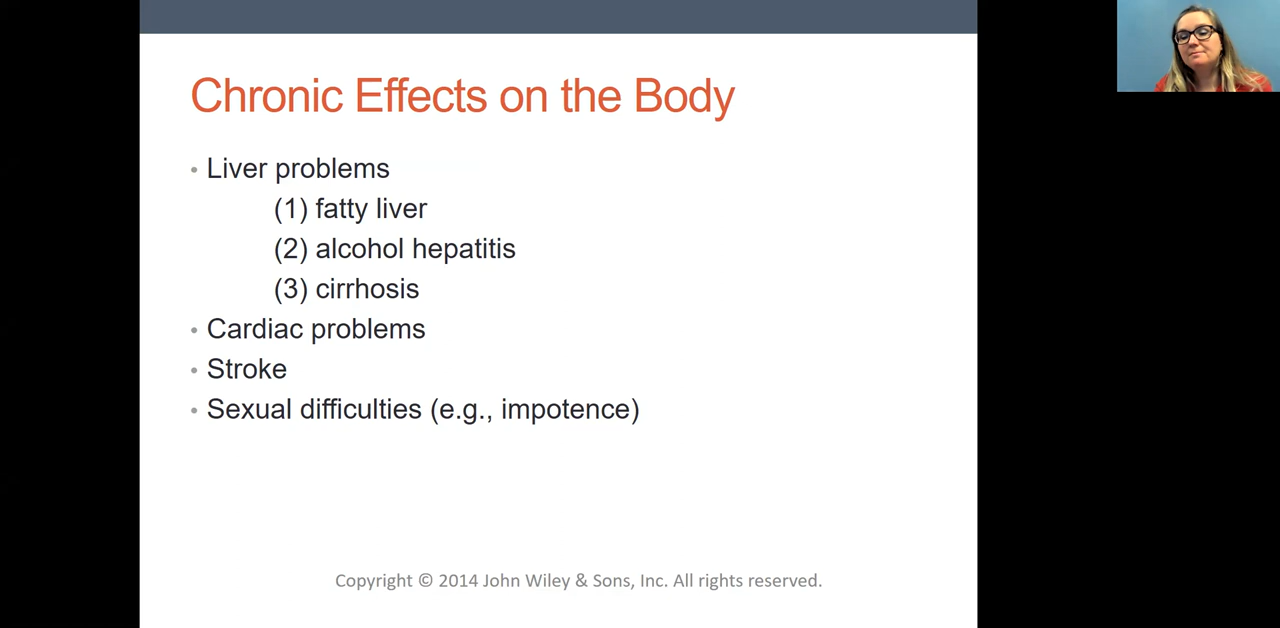 Chronic Effects on the Body
• Liver problems
(1) fatty liver
(2) alcohol hepatitis
(3) cirrhosis
• Cardiac problems
• Stroke
• Sexual difficulties (e.g., impotence)
Copyright © 2014 John Wiley & Sons, Inc. All rights reserved.